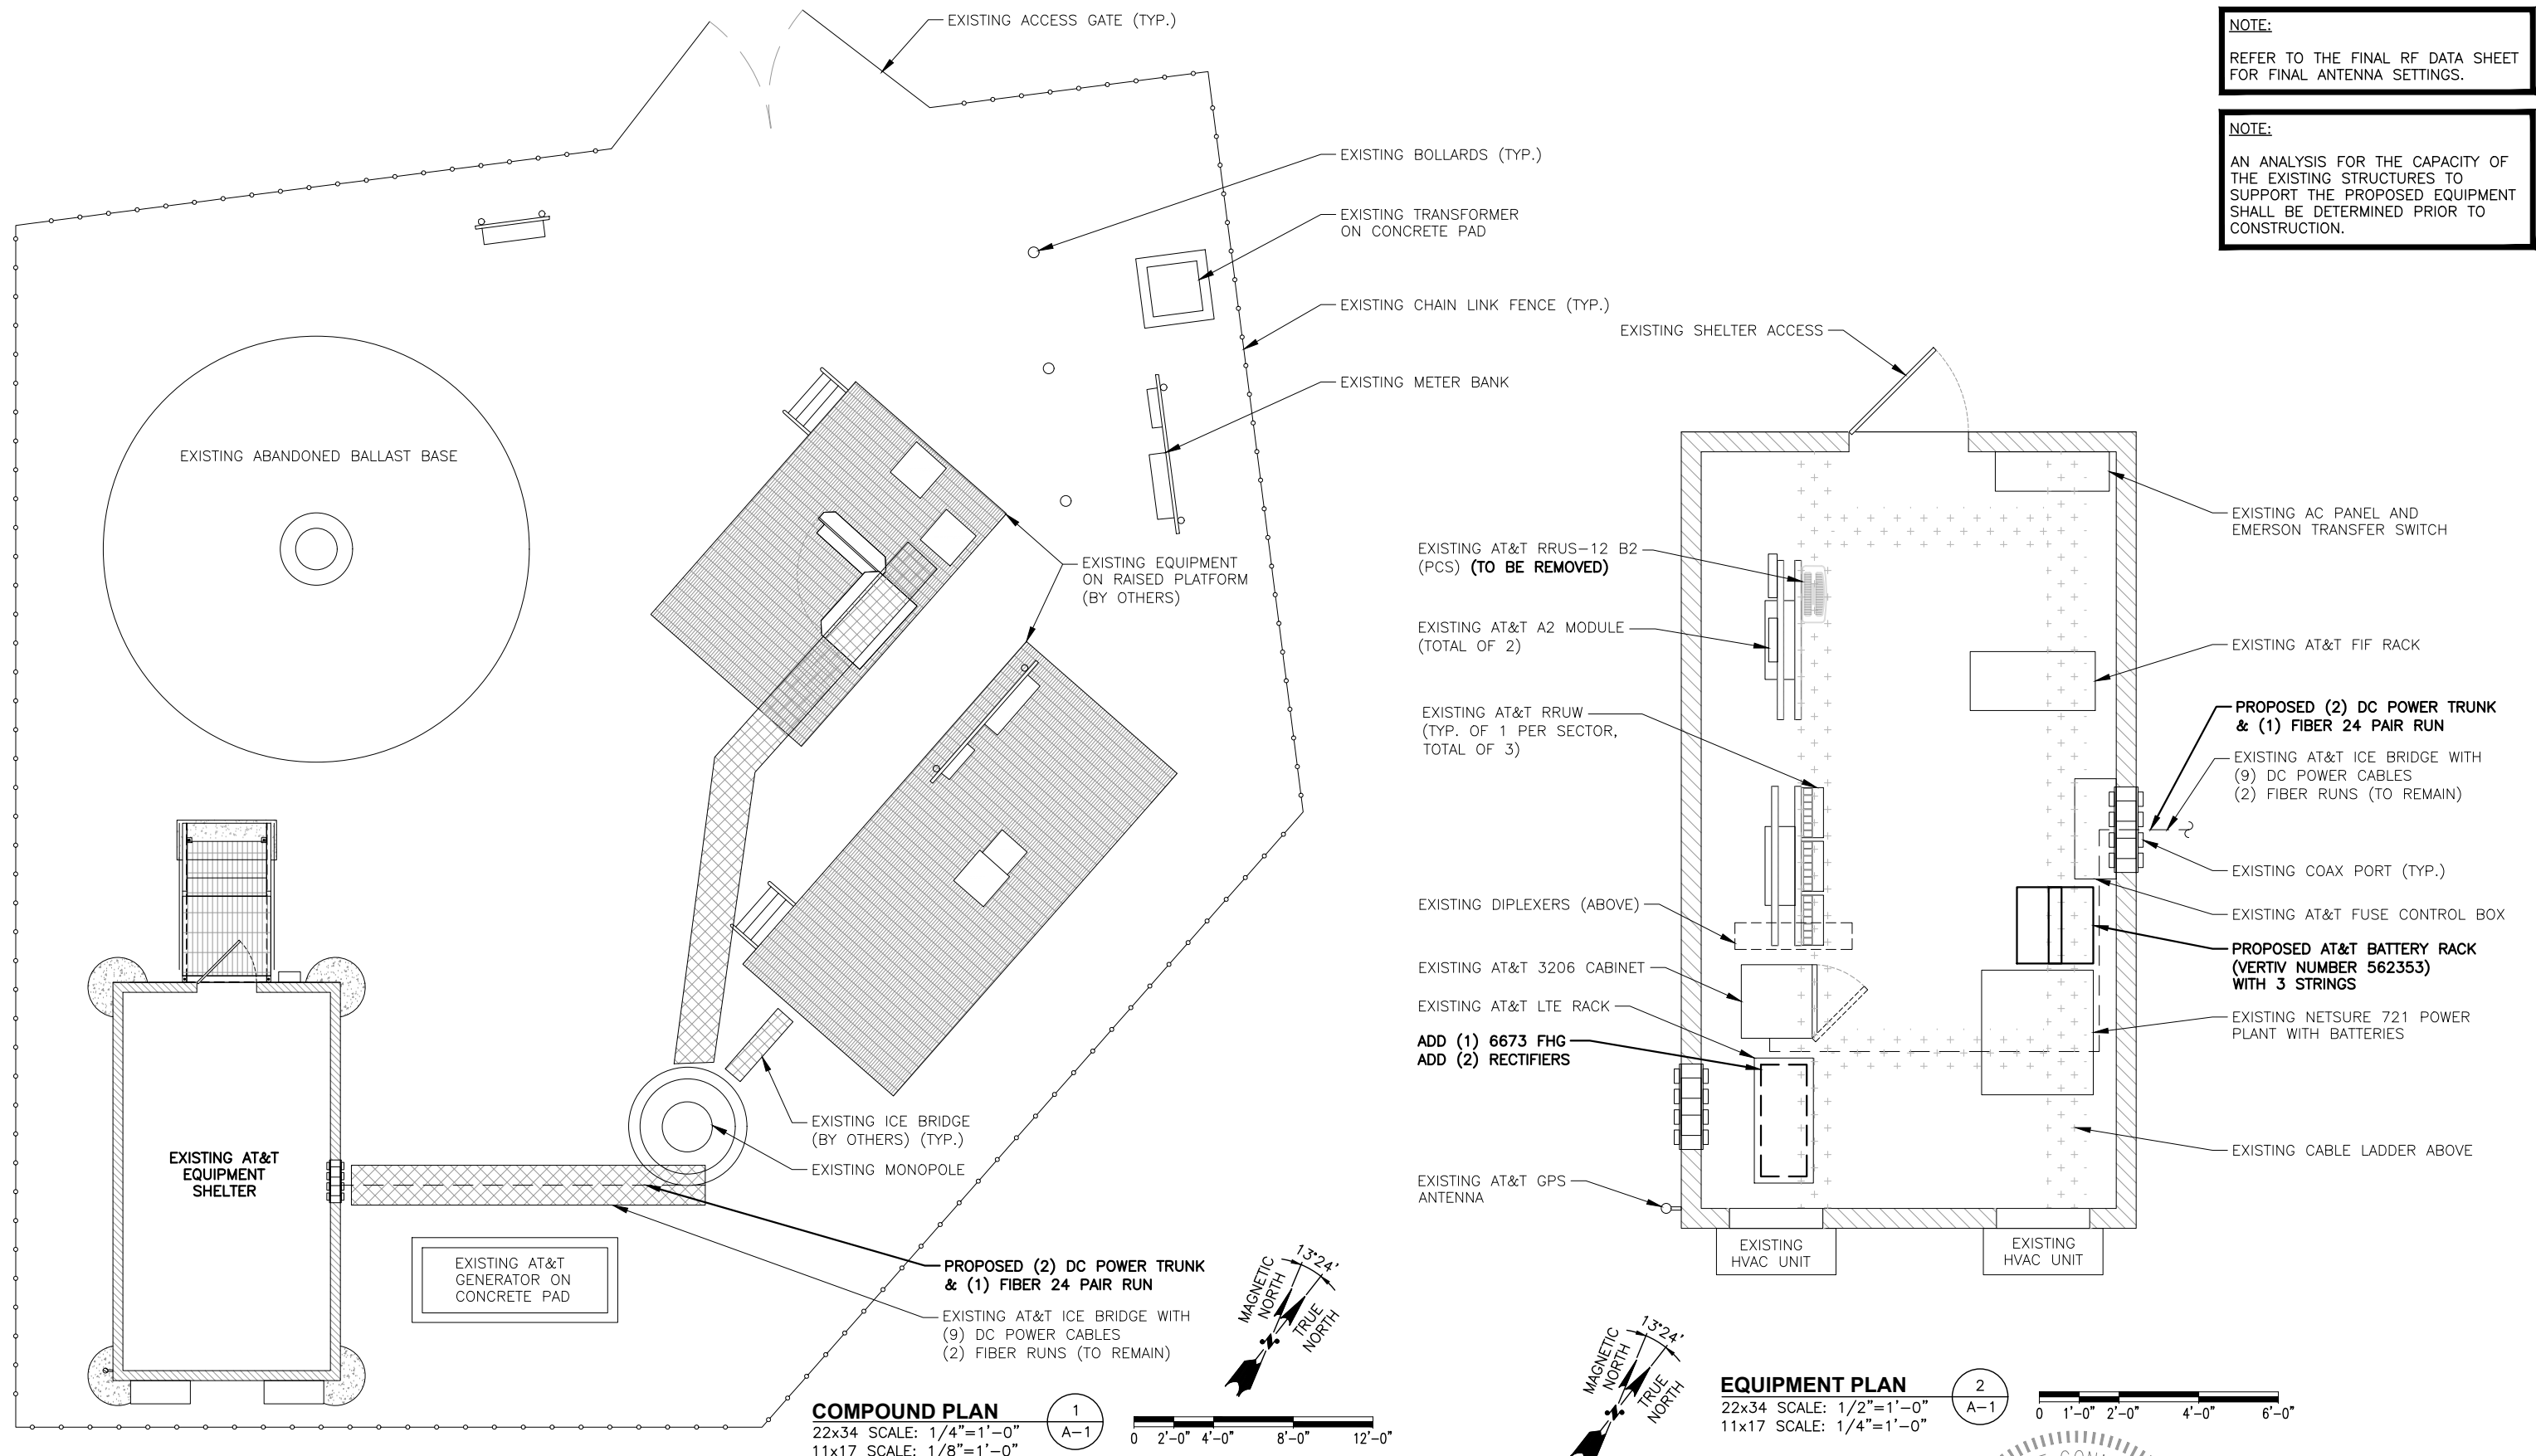 EXISTING ACCESS GATE (TYP.)
EXISTING BOLLARDS (TYP.)
EXISTING TRANSFORMER
ON CONCRETE PAD
EXISTING CHAIN LINK FENCE (TYP.)
EXISTING METER BANK
EXISTING ABANDONED BALLAST BASE
EXISTING EQUIPMENT
ON RAISED PLATFORM
(BY OTHERS)
EXISTING ICE BRIDGE
(BY OTHERS) (TYP.)
EXISTING MONOPOLE
EXISTING AT&T
EQUIPMENT
SHELTER
EXISTING AT&T
GENERATOR ON
CONCRETE PAD
PROPOSED (2) DC POWER TRUNK
& (1) FIBER 24 PAIR RUN
EXISTING AT&T ICE BRIDGE WITH
(9) DC POWER CABLES
(2) FIBER RUNS (TO REMAIN)
13°24'
MAGNETIC
NORTH
TRUE
NORTH
COMPOUND PLAN
22x34 SCALE: 1/4"=1'-0"
11x17 SCALE: 1/8"=1'-0"
1
A-1
0 2'-0" 4'-0" 8'-0" 12'-0"
NOTE:
REFER TO THE FINAL RF DATA SHEET
FOR FINAL ANTENNA SETTINGS.
NOTE:
AN ANALYSIS FOR THE CAPACITY OF
THE EXISTING STRUCTURES TO
SUPPORT THE PROPOSED EQUIPMENT
SHALL BE DETERMINED PRIOR TO
CONSTRUCTION.
EXISTING SHELTER ACCESS
EXISTING AT&T RRUS-12 B2
(PCS) (TO BE REMOVED)
EXISTING AT&T A2 MODULE
(TOTAL OF 2)
EXISTING AT&T RRUW
(TYP. OF 1 PER SECTOR,
TOTAL OF 3)
EXISTING DIPLEXERS (ABOVE)
EXISTING AT&T 3206 CABINET
EXISTING AT&T LTE RACK
ADD (1) 6673 FHG
ADD (2) RECTIFIERS
EXISTING AT&T GPS
ANTENNA
EXISTING AC PANEL AND
EMERSON TRANSFER SWITCH
EXISTING AT&T FIF RACK
PROPOSED (2) DC POWER TRUNK
& (1) FIBER 24 PAIR RUN
EXISTING AT&T ICE BRIDGE WITH
(9) DC POWER CABLES
(2) FIBER RUNS (TO REMAIN)
EXISTING COAX PORT (TYP.)
EXISTING AT&T FUSE CONTROL BOX
PROPOSED AT&T BATTERY RACK
(VERTIV NUMBER 562353)
WITH 3 STRINGS
EXISTING NETSURE 721 POWER
PLANT WITH BATTERIES
EXISTING CABLE LADDER ABOVE
EXISTING
HVAC UNIT
EXISTING
HVAC UNIT
13°24'
MAGNETIC
NORTH
TRUE
NORTH
EQUIPMENT PLAN
22x34 SCALE: 1/2"=1'-0"
11x17 SCALE: 1/4"=1'-0"
2
A-1
0 1'-0" 2'-0" 4'-0" 6'-0"